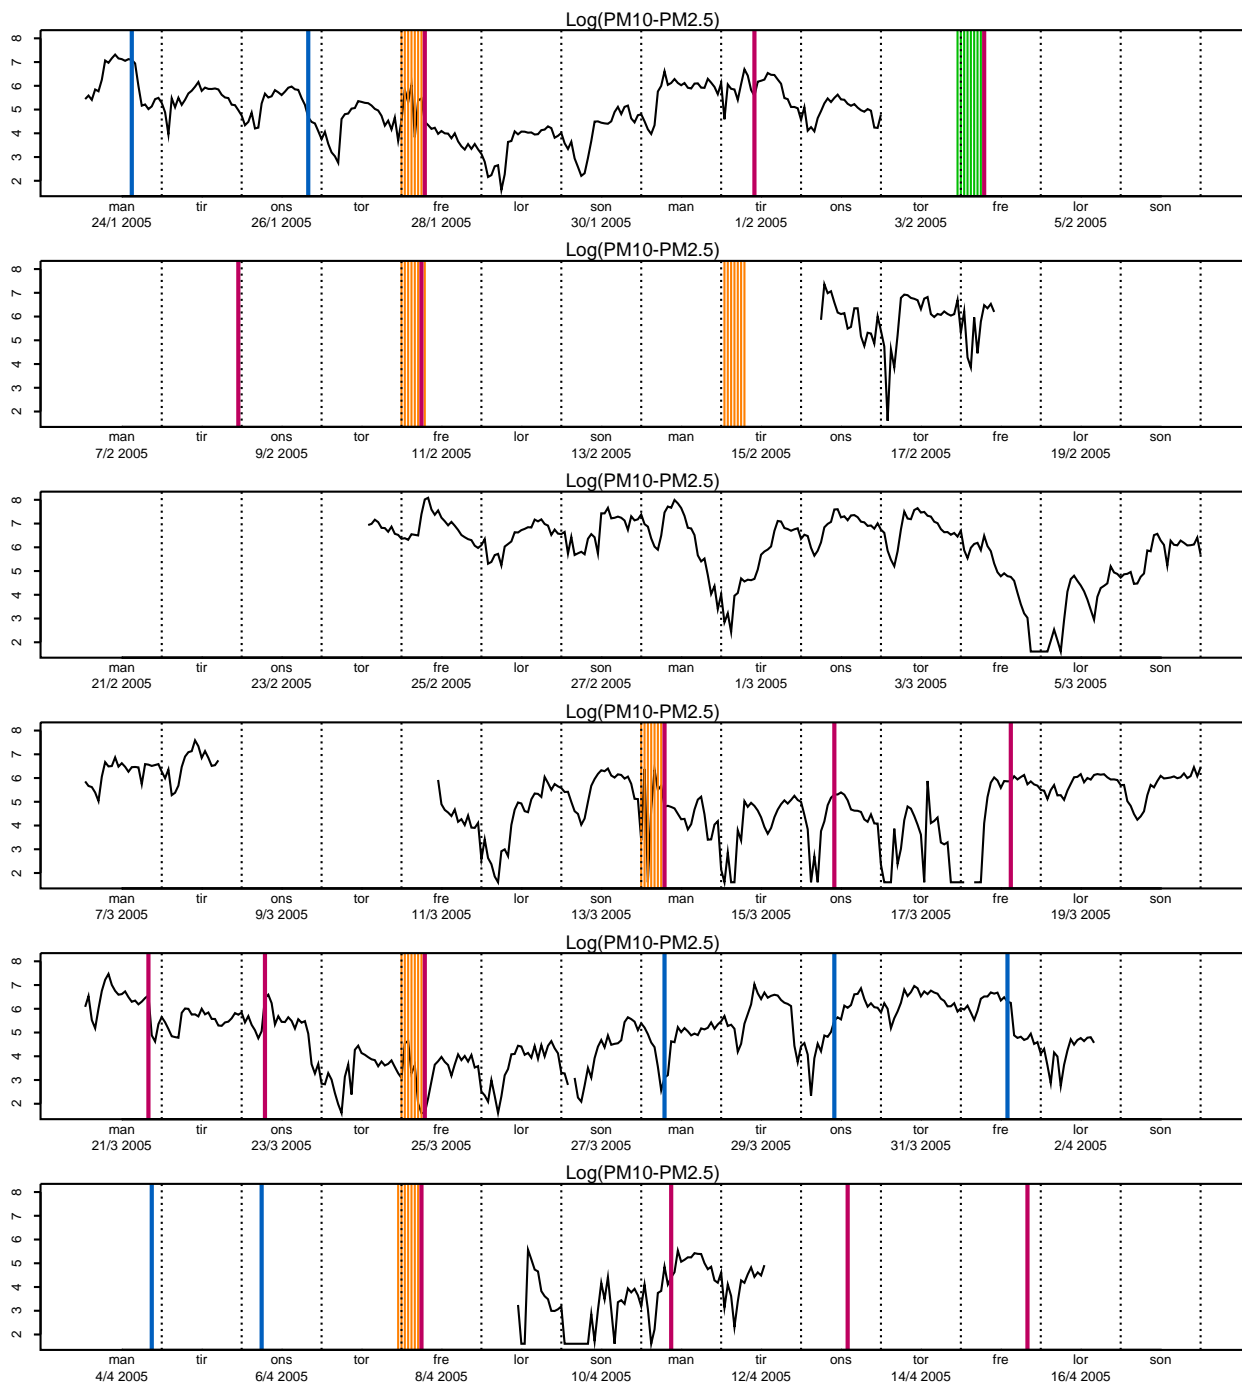 Log(PM10-PM2.5)
2 3 4 5 6 7 8
man tir ons tor fre lor son man tir ons tor fre lor son
24/1 2005 26/1 2005 28/1 2005 30/1 2005 1/2 2005 3/2 2005 5/2 2005
Log(PM10-PM2.5)
2 3 4 5 6 7 8
man tir ons tor fre lor son man tir ons tor fre lor son
7/2 2005 9/2 2005 11/2 2005 13/2 2005 15/2 2005 17/2 2005 19/2 2005
Log(PM10-PM2.5)
2 3 4 5 6 7 8
man tir ons tor fre lor son man tir ons tor fre lor son
21/2 2005 23/2 2005 25/2 2005 27/2 2005 1/3 2005 3/3 2005 5/3 2005
Log(PM10-PM2.5)
2 3 4 5 6 7 8
man tir ons tor fre lor son man tir ons tor fre lor son
7/3 2005 9/3 2005 11/3 2005 13/3 2005 15/3 2005 17/3 2005 19/3 2005
Log(PM10-PM2.5)
2 3 4 5 6 7 8
man tir ons tor fre lor son man tir ons tor fre lor son
21/3 2005 23/3 2005 25/3 2005 27/3 2005 29/3 2005 31/3 2005 2/4 2005
Log(PM10-PM2.5)
2 3 4 5 6 7 8
man tir ons tor fre lor son man tir ons tor fre lor son
4/4 2005 6/4 2005 8/4 2005 10/4 2005 12/4 2005 14/4 2005 16/4 2005